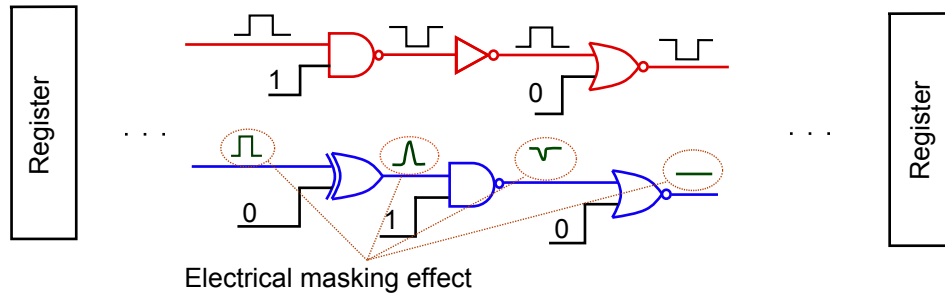 Register
1
0
. . .
. . .
0
1
0
Electrical masking effect
Register